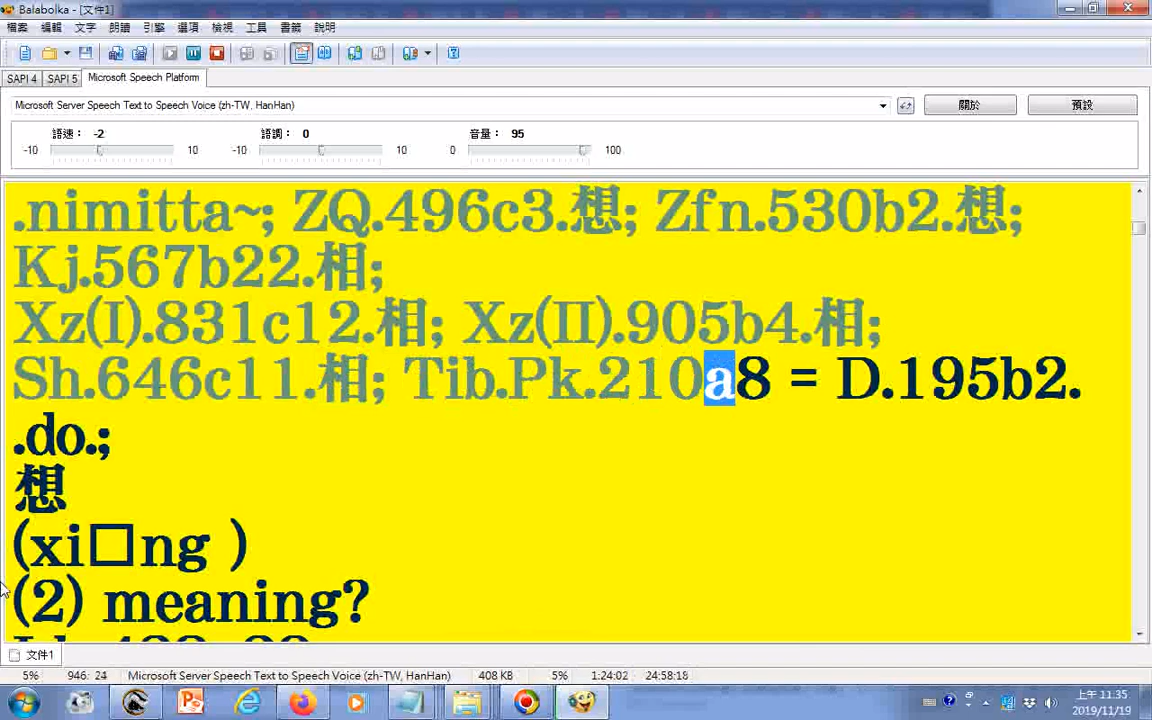 Balabolka - [文件1]
檔案 編輯 文字 朗讀 引擎 選項 檢視 工具 書籤 說明
SAPI 4 SAPI 5 Microsoft Speech Platform
Microsoft Server Speech Text to Speech Voice (zh-TW, HanHan) 關於 預設
語速： -2 語調： 0 音量： 95
-10 10 -10 10 0 100
.nimitta~; ZQ.496c3.想; Zfn.530b2.想;
Kj.567b22.相;
Xz(I).831c12.相; Xz(II).905b4.相;
Sh.646c11.相; Tib.Pk.210a8 = D.195b2.
.do.;
想
(xi□ng )
(2) meaning?
文件1
5% 946: 24 Microsoft Server Speech Text to Speech Voice (zh-TW, HanHan) 408 KB 5% 1:24:02 24:58:18
上午 11:35
2019/11/19